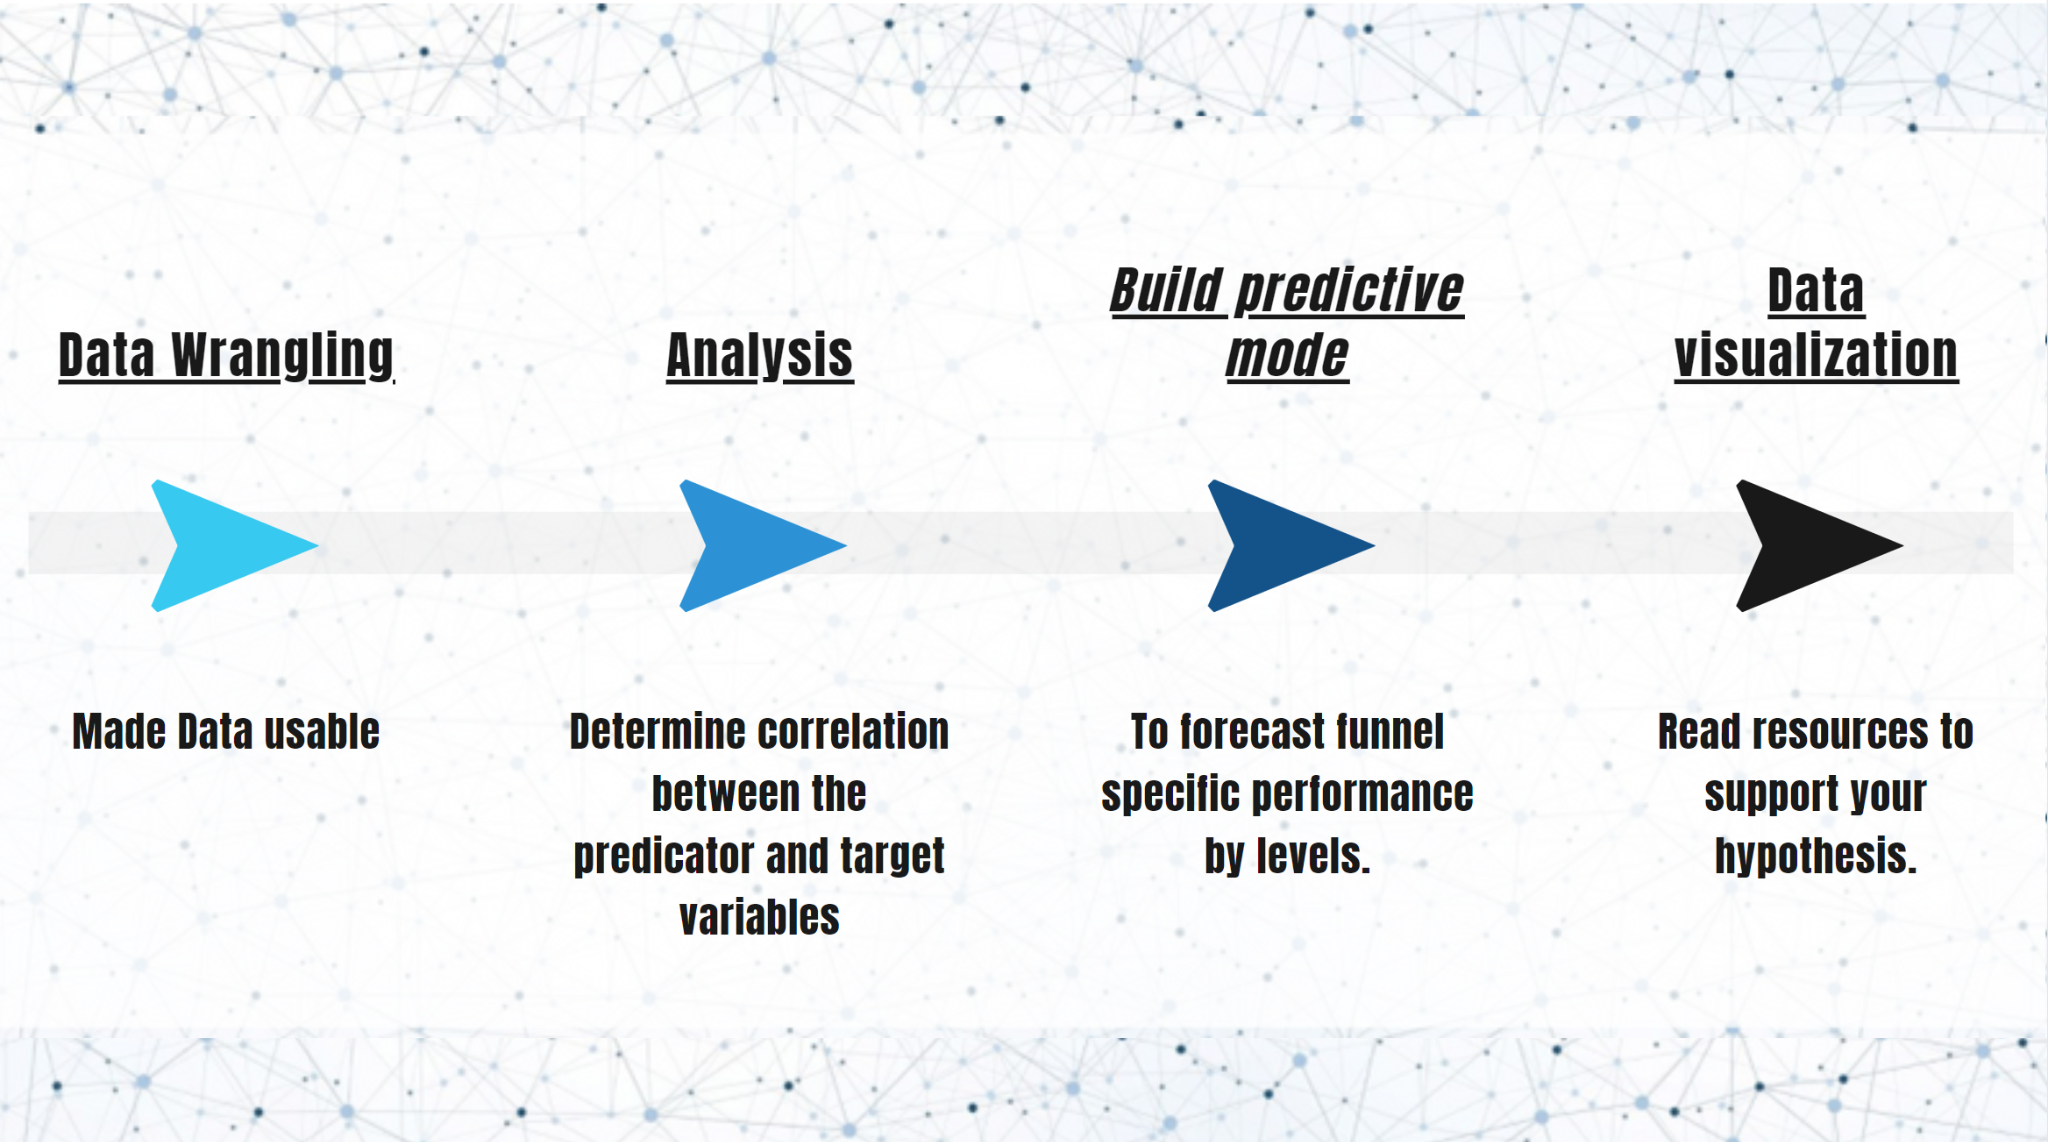 Data Wrangling
Made Data usable
Analysis
Determine correlation
between the
predicator and target
variables
Build predictive
mode
To forecast funnel
specific performance
by levels.
Data
visualization
Read resources to
support your
hypothesis.